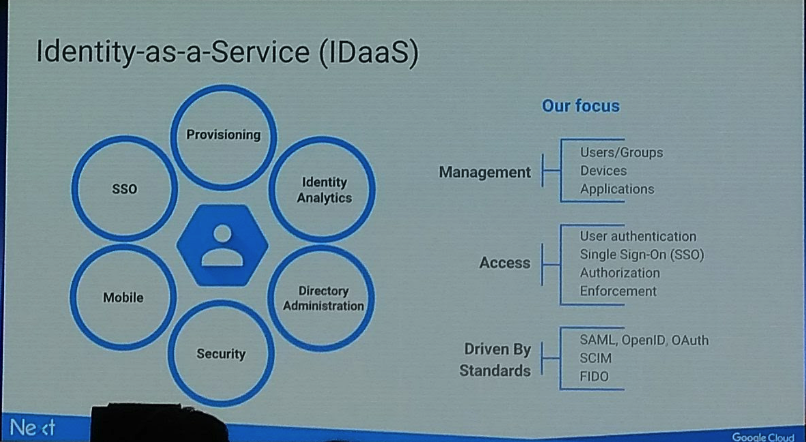 Identity-as-a-Service (IDaaS)
Provisioning
SSO
Identity
Analytics
Mobile
Directory
Administration
Security
Our focus
Management
Users/Groups
Devices
Applications
Access
User authentication
Single Sign-On (SSO)
Authorization
Enforcement
Driven By
Standards
SAML, OpenID, OAuth
SCIM
FIDO
Next
Google Cloud